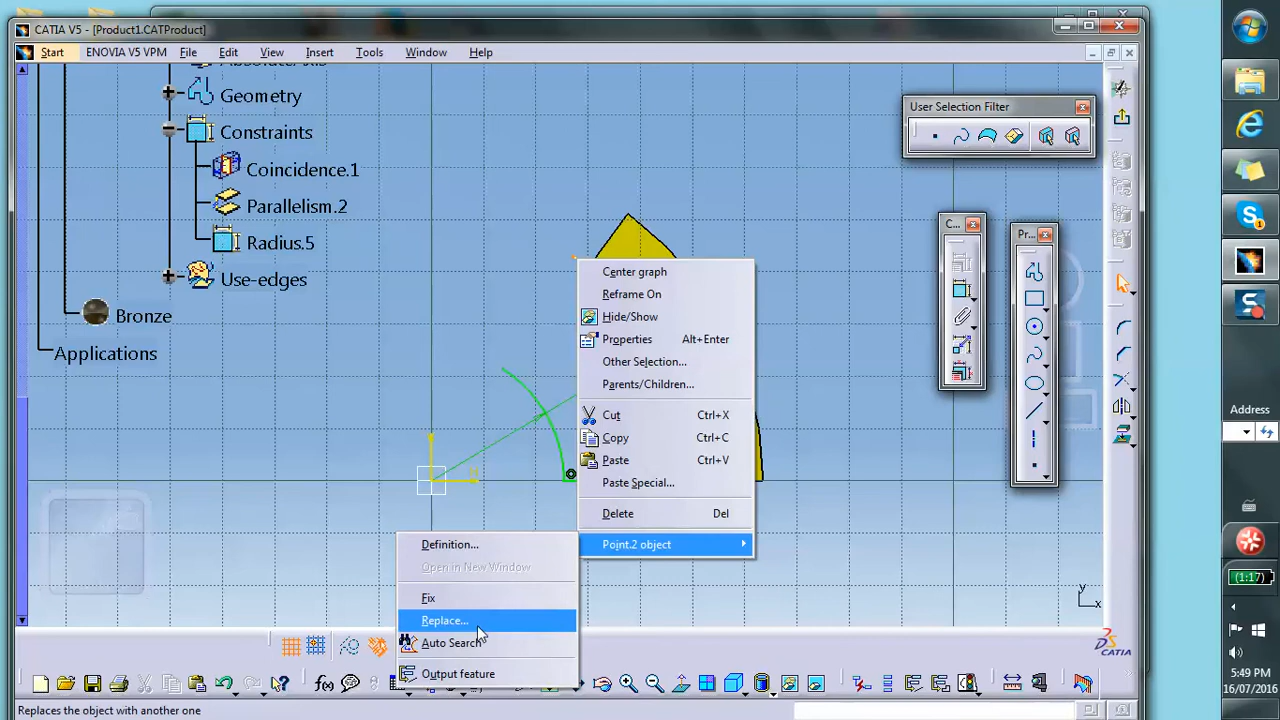 CATIA V5 - [Product1.CATProduct]
Start
ENOVIA V5 VPM
File
Edit
View
Insert
Tools
Window
Help
Geometry
Constraints
Coincidence.1
Parallelism.2
Radius.5
Use-edges
Bronze
Applications
User Selection Filter
C...
Pr...
Center graph
Reframe On
Hide/Show
Properties Alt+Enter
Other Selection...
Parents/Children...
Cut Ctrl+X
Copy Ctrl+C
Paste Ctrl+V
Paste Special...
Delete Del
Point.2 object
Definition...
Open in New Window
Fix
Replace...
Auto Search
Output feature
H
y
x
CATIA
f(x)
Replaces the object with another one
Address
(1:17)
5:49 PM
16/07/2016